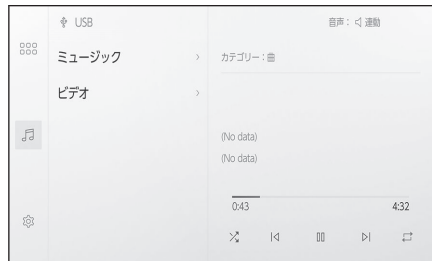 USB
音声： 連動
ミュージック
カテゴリー：曲
ビデオ
(No data)
(No data)
0:43
4:32